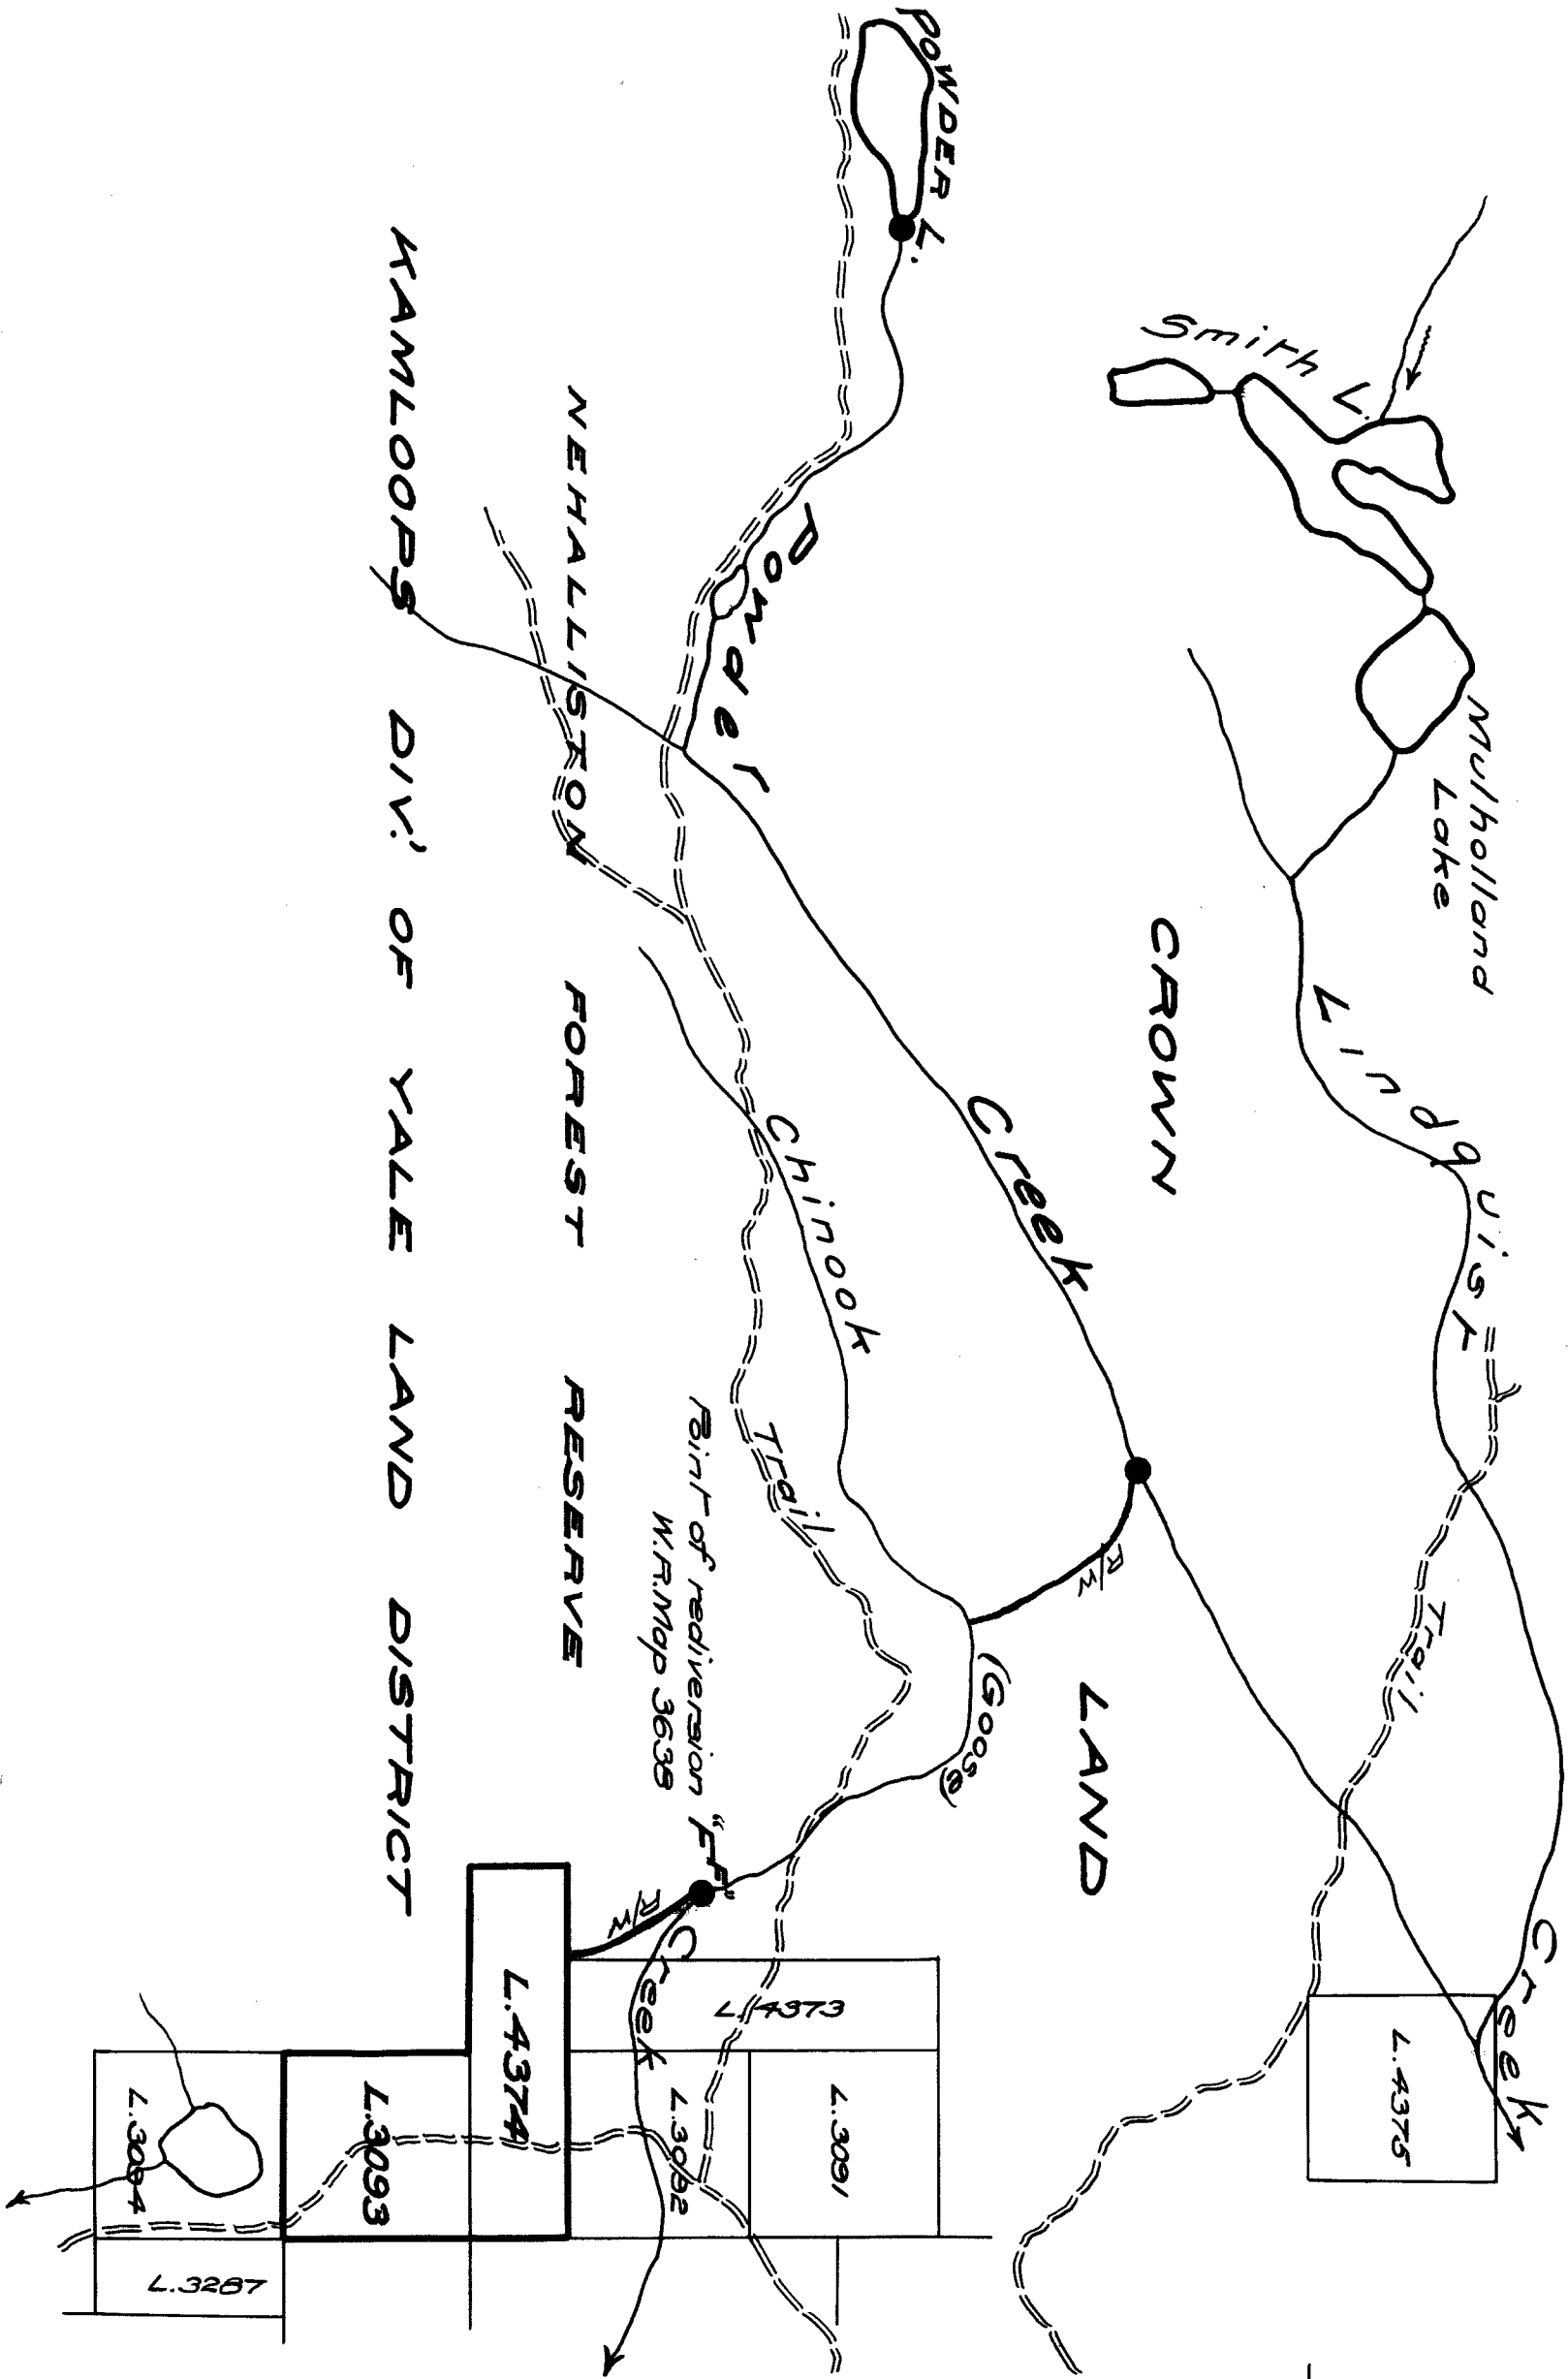 Smith L.
Mulholland
Lake
Lindquist Creek
Trail
L.4375
CROWN LAND
POWDER L.
Powder Creek
R/W
Chinook (Goose) Creek
Trail
Point of rediversion "F"
W.R.Map 3638
R/W
L.4373
L.3091
L.3092
L.4374
L.3093
L.3094
L.3287
NEHALLISTON FOREST RESERVE
KAMLOOPS DIV. OF YALE LAND DISTRICT